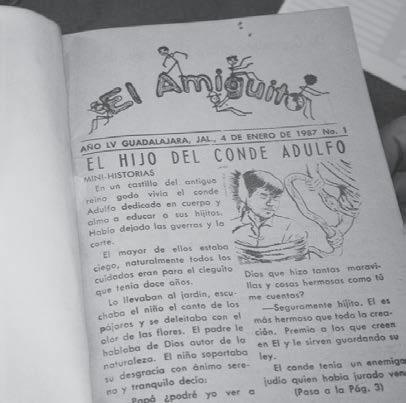 El Amiguito
AÑO LV GUADALAJARA, JAL., 4 DE ENERO DE 1987 No. 1
EL HIJO DEL CONDE ADULFO
MINI-HISTORIAS
En un castillo del antiguo
reino godo vivía el conde
Adulfo dedicado en cuerpo y
alma a educar a sus hijitos.
Había dejado las guerras y la
corte.
El mayor de ellos estaba
ciego, naturalmente todos los
cuidados eran para el cieguito
que tenía doce años.
Lo llevaban al jardín, escu-
chaba el niño el canto de los
pájaros y se deleitaba con el
olor de las flores. El padre le
hablaba de Dios autor de la
naturaleza. El niño soportaba
su desgracia con ánimo sere-
no y tranquilo decía:
Papá ¿podré yo ver a
Dios que hizo tantas maravi-
llas y cosas hermosas como tú
me cuentas?
—Seguramente hijito. El es
más hermoso que toda la crea-
ción. Premio a los que creen
en El y le sirven guardando su
ley.
El conde tenía un enemigo
judío quien había jurado ven
(Pasa a la Pág. 3)